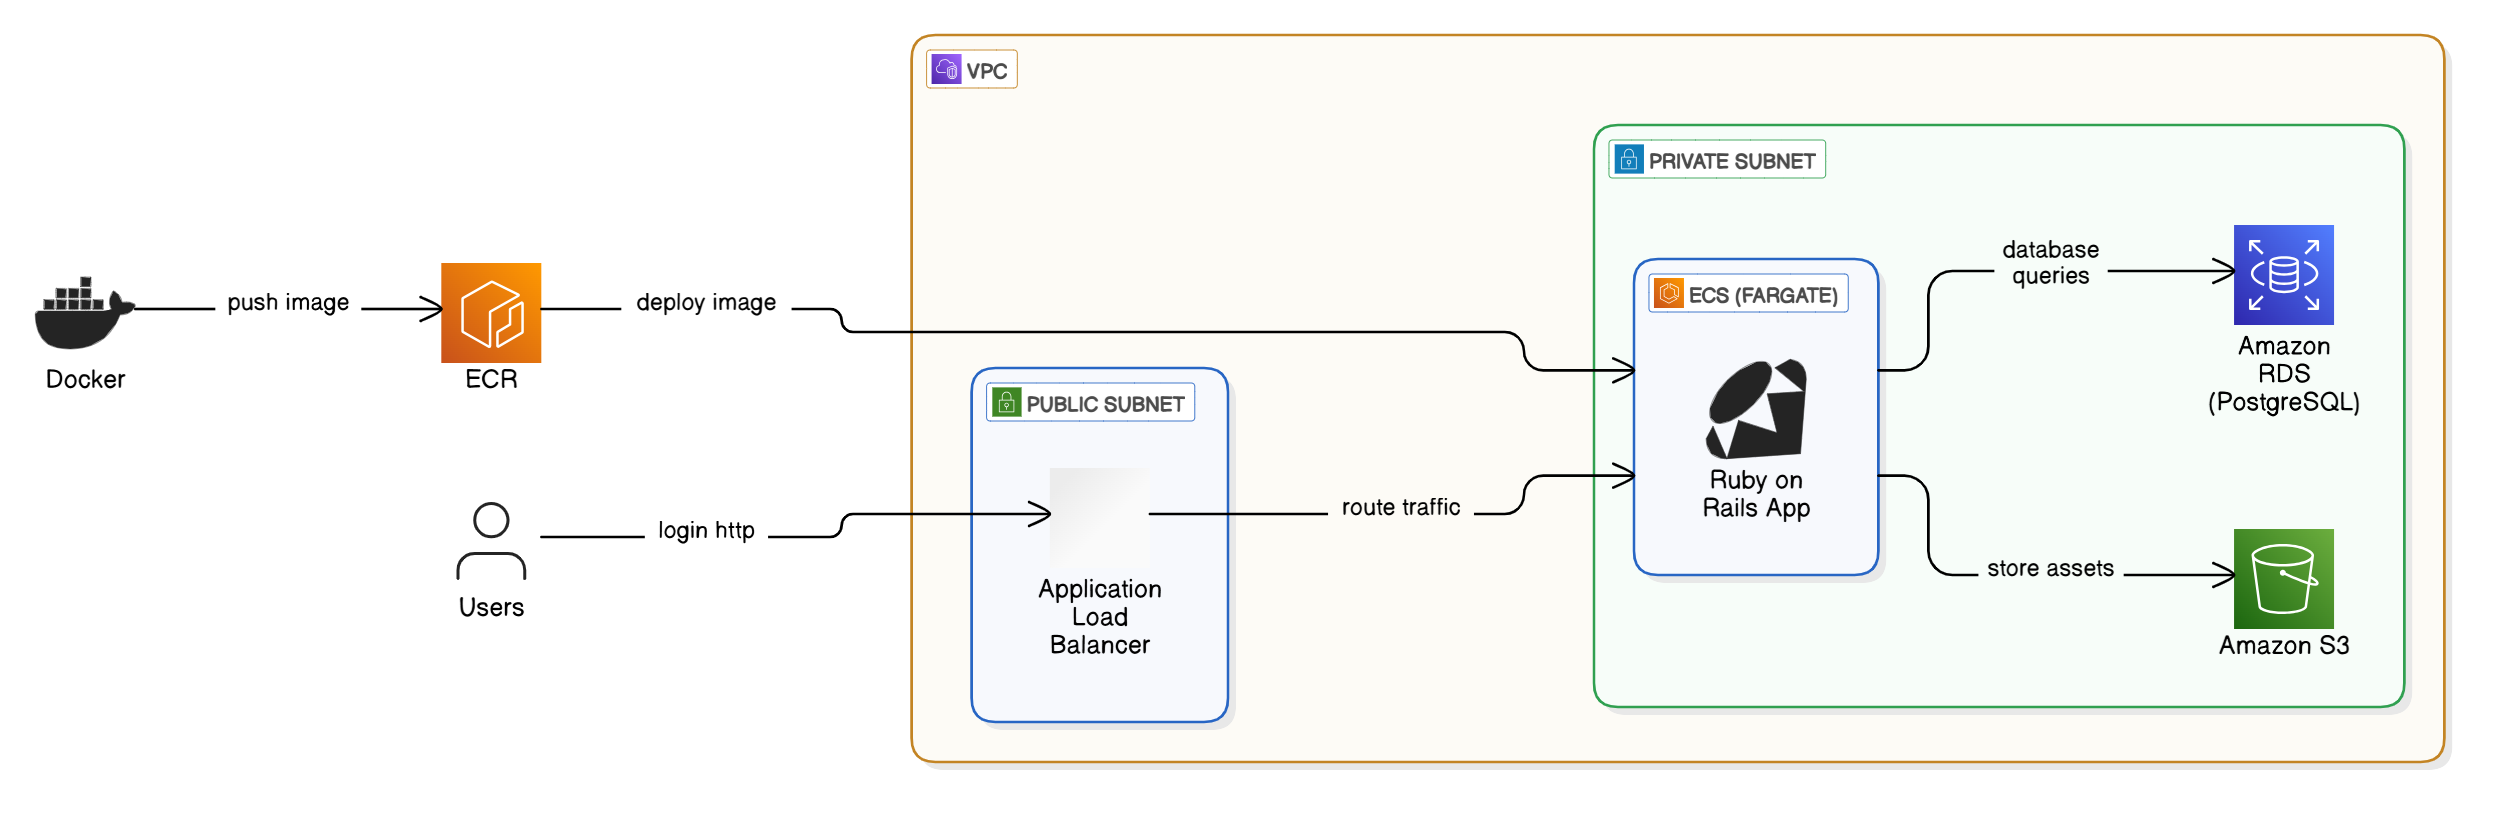 VPC
PRIVATE SUBNET
database
queries
ECS (FARGATE)
push image
deploy image
Amazon
RDS
(PostgreSQL)
Docker
ECR
PUBLIC SUBNET
Ruby on
Rails App
route traffic
login http
store assets
Application
Load
Balancer
Users
Amazon S3